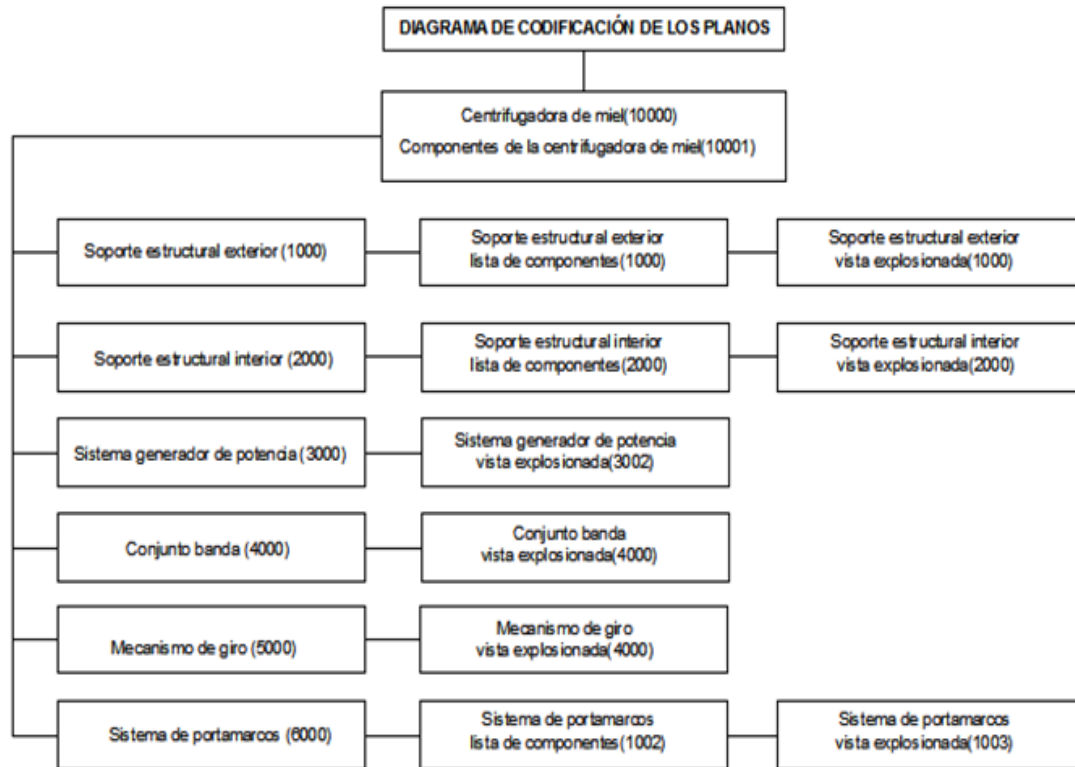 DIAGRAMA DE CODIFICACIÓN DE LOS PLANOS
Centrifugadora de miel(10000)
Componentes de la centrifugadora de miel(10001)
Soporte estructural exterior (1000)
Soporte estructural exterior
lista de componentes(1000)
Soporte estructural exterior
vista explosionada(1000)
Soporte estructural interior (2000)
Soporte estructural interior
lista de componentes(2000)
Soporte estructural interior
vista explosionada(2000)
Sistema generador de potencia (3000)
Sistema generador de potencia
vista explosionada(3002)
Conjunto banda (4000)
Conjunto banda
vista explosionada(4000)
Mecanismo de giro (5000)
Mecanismo de giro
vista explosionada(4000)
Sistema de portamarcos (6000)
Sistema de portamarcos
lista de componentes(1002)
Sistema de portamarcos
vista explosionada(1003)